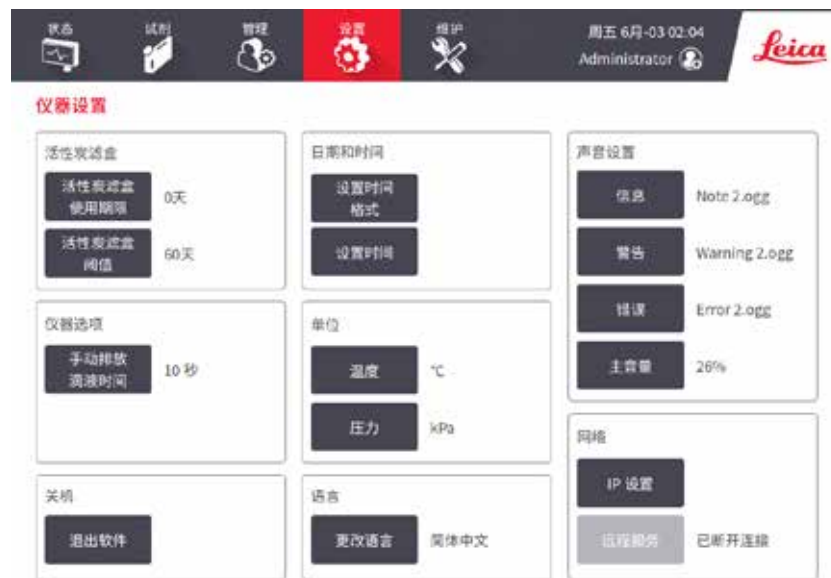 状态
试剂
管理
设置
维护
周五 6月-03 02:04
Administrator
Leica
仪器设置
活性炭滤盒
活性炭滤盒
使用期限
0天
活性炭滤盒
阈值
60天
日期和时间
设置时间
格式
设置时间
声音设置
信息
Note 2.ogg
警告
Warning 2.ogg
错误
Error 2.ogg
主音量
26%
仪器选项
手动排放
滴液时间
10 秒
单位
温度
℃
压力
kPa
网络
IP 设置
远程服务
已断开连接
关机
退出软件
语言
更改语言
简体中文